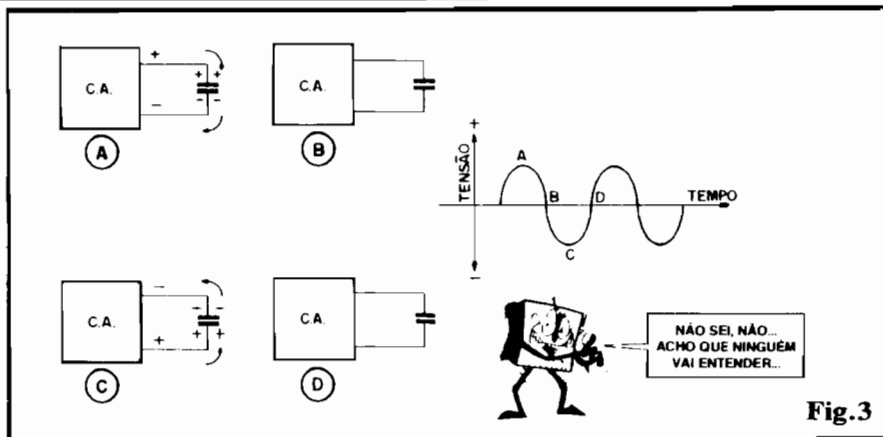 C.A.
+
+ +
- -
-
A
C.A.
B
+
TENSÃO
-
A
B
C
D
TEMPO
C.A.
-
- -
+ +
+
C
C.A.
D
NÃO SEI, NÃO...
ACHO QUE NINGUÉM
VAI ENTENDER...
Fig.3